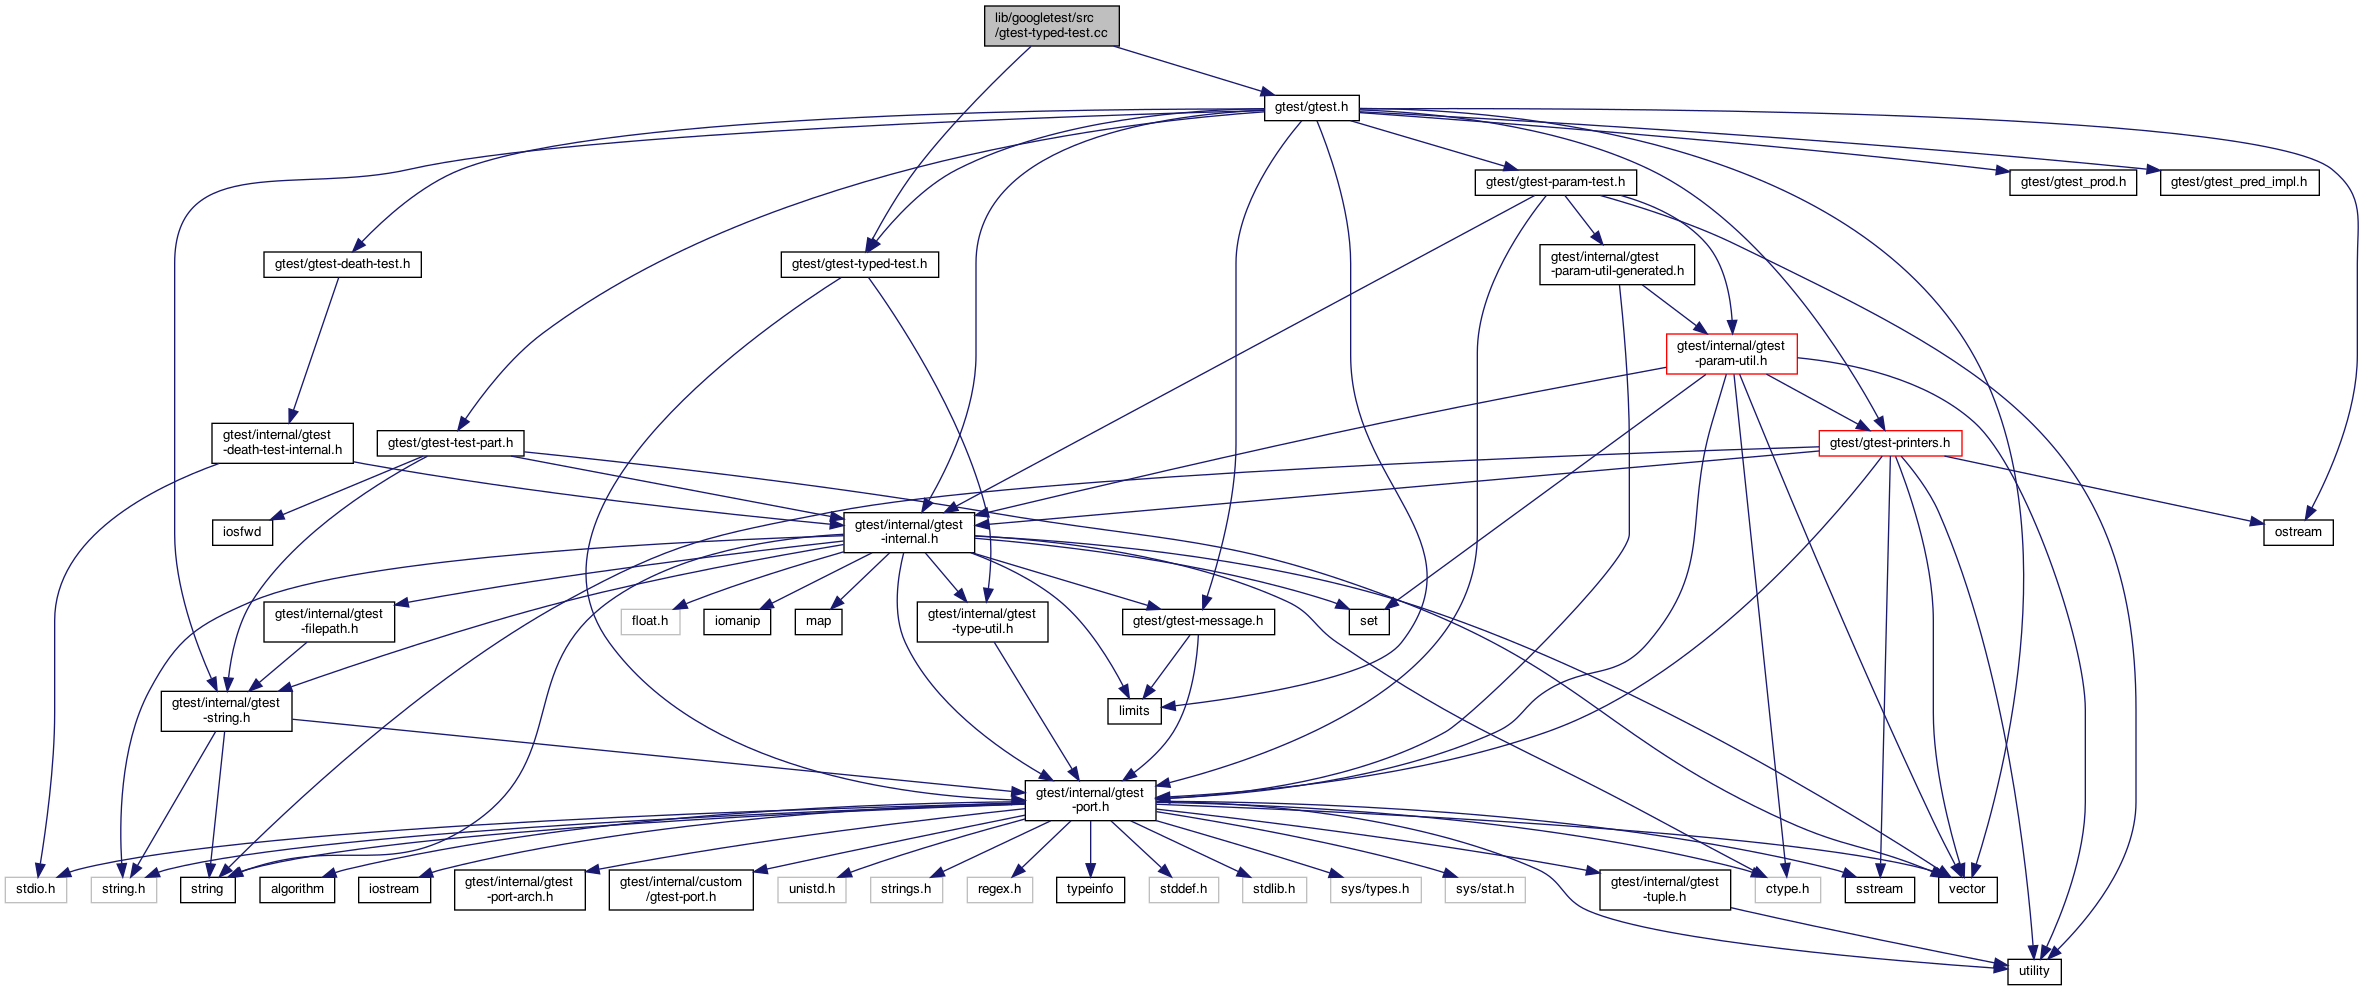 lib/googletest/src
/gtest-typed-test.cc
gtest/gtest.h
gtest/gtest-param-test.h
gtest/gtest_prod.h
gtest/gtest_pred_impl.h
gtest/gtest-death-test.h
gtest/gtest-typed-test.h
gtest/internal/gtest
-param-util-generated.h
gtest/internal/gtest
-param-util.h
gtest/internal/gtest
-death-test-internal.h
gtest/gtest-test-part.h
gtest/gtest-printers.h
iosfwd
gtest/internal/gtest
-internal.h
ostream
gtest/internal/gtest
-filepath.h
float.h
iomanip
map
gtest/internal/gtest
-type-util.h
gtest/gtest-message.h
set
gtest/internal/gtest
-string.h
limits
gtest/internal/gtest
-port.h
stdio.h
string.h
string
algorithm
iostream
gtest/internal/gtest
-port-arch.h
gtest/internal/custom
/gtest-port.h
unistd.h
strings.h
regex.h
typeinfo
stddef.h
stdlib.h
sys/types.h
sys/stat.h
gtest/internal/gtest
-tuple.h
ctype.h
sstream
vector
utility